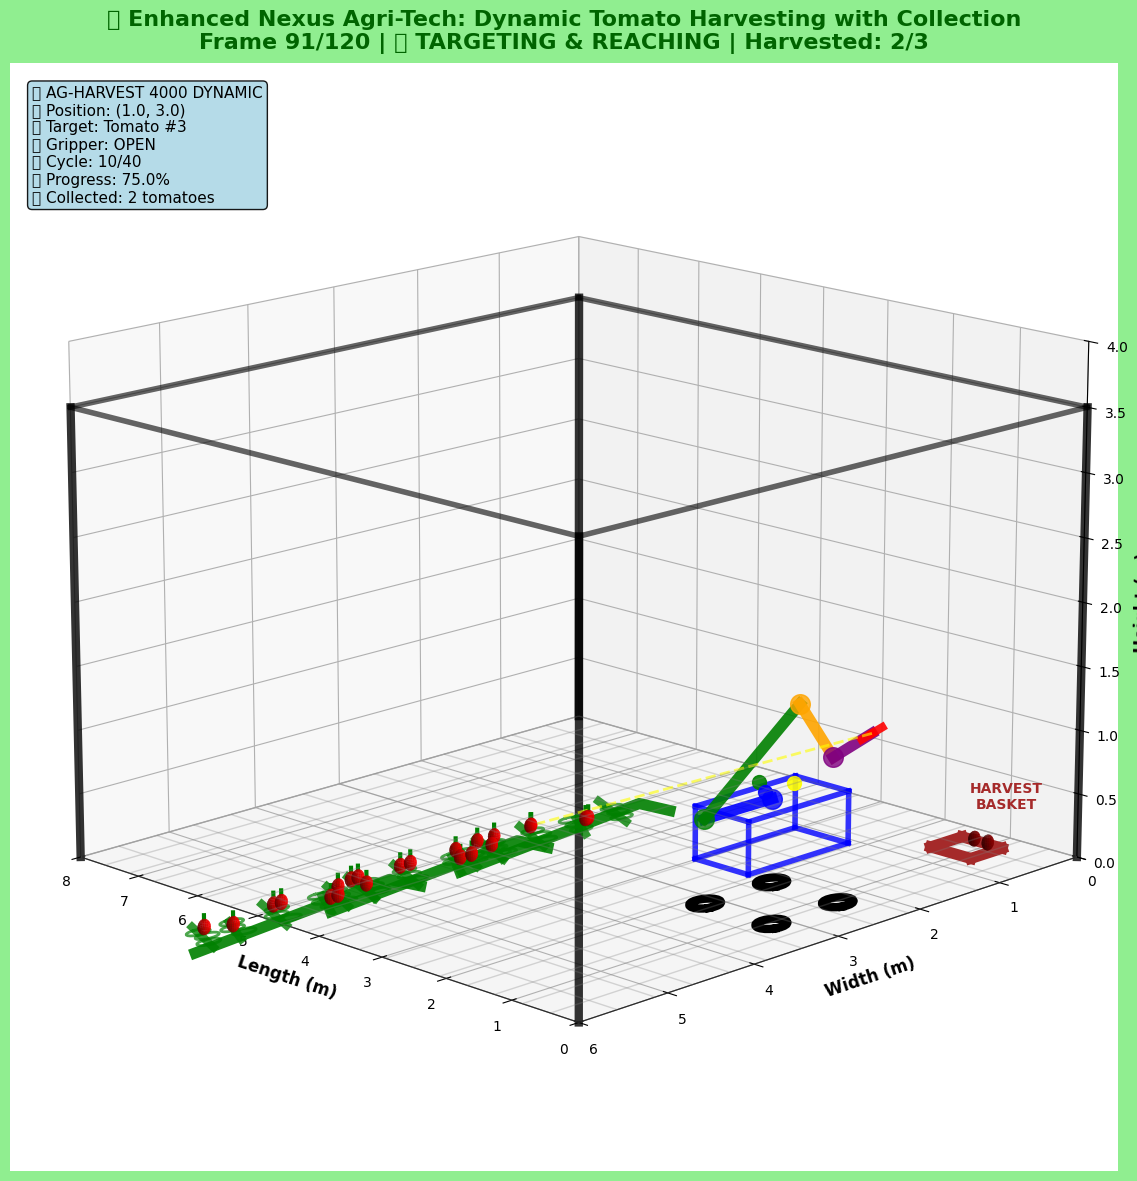 ▯ Enhanced Nexus Agri-Tech: Dynamic Tomato Harvesting with Collection
Frame 91/120 | ▯ TARGETING & REACHING | Harvested: 2/3
▯ AG-HARVEST 4000 DYNAMIC
▯ Position: (1.0, 3.0)
▯ Target: Tomato #3
▯ Gripper: OPEN
▯ Cycle: 10/40
▯ Progress: 75.0%
▯ Collected: 2 tomatoes
4.0
3.5
3.0
2.5
2.0
1.5
1.0
0.5
0.0
HARVEST
BASKET
8
7
6
5
4
3
2
1
0
Length (m)
6
5
4
3
2
1
0
Width (m)